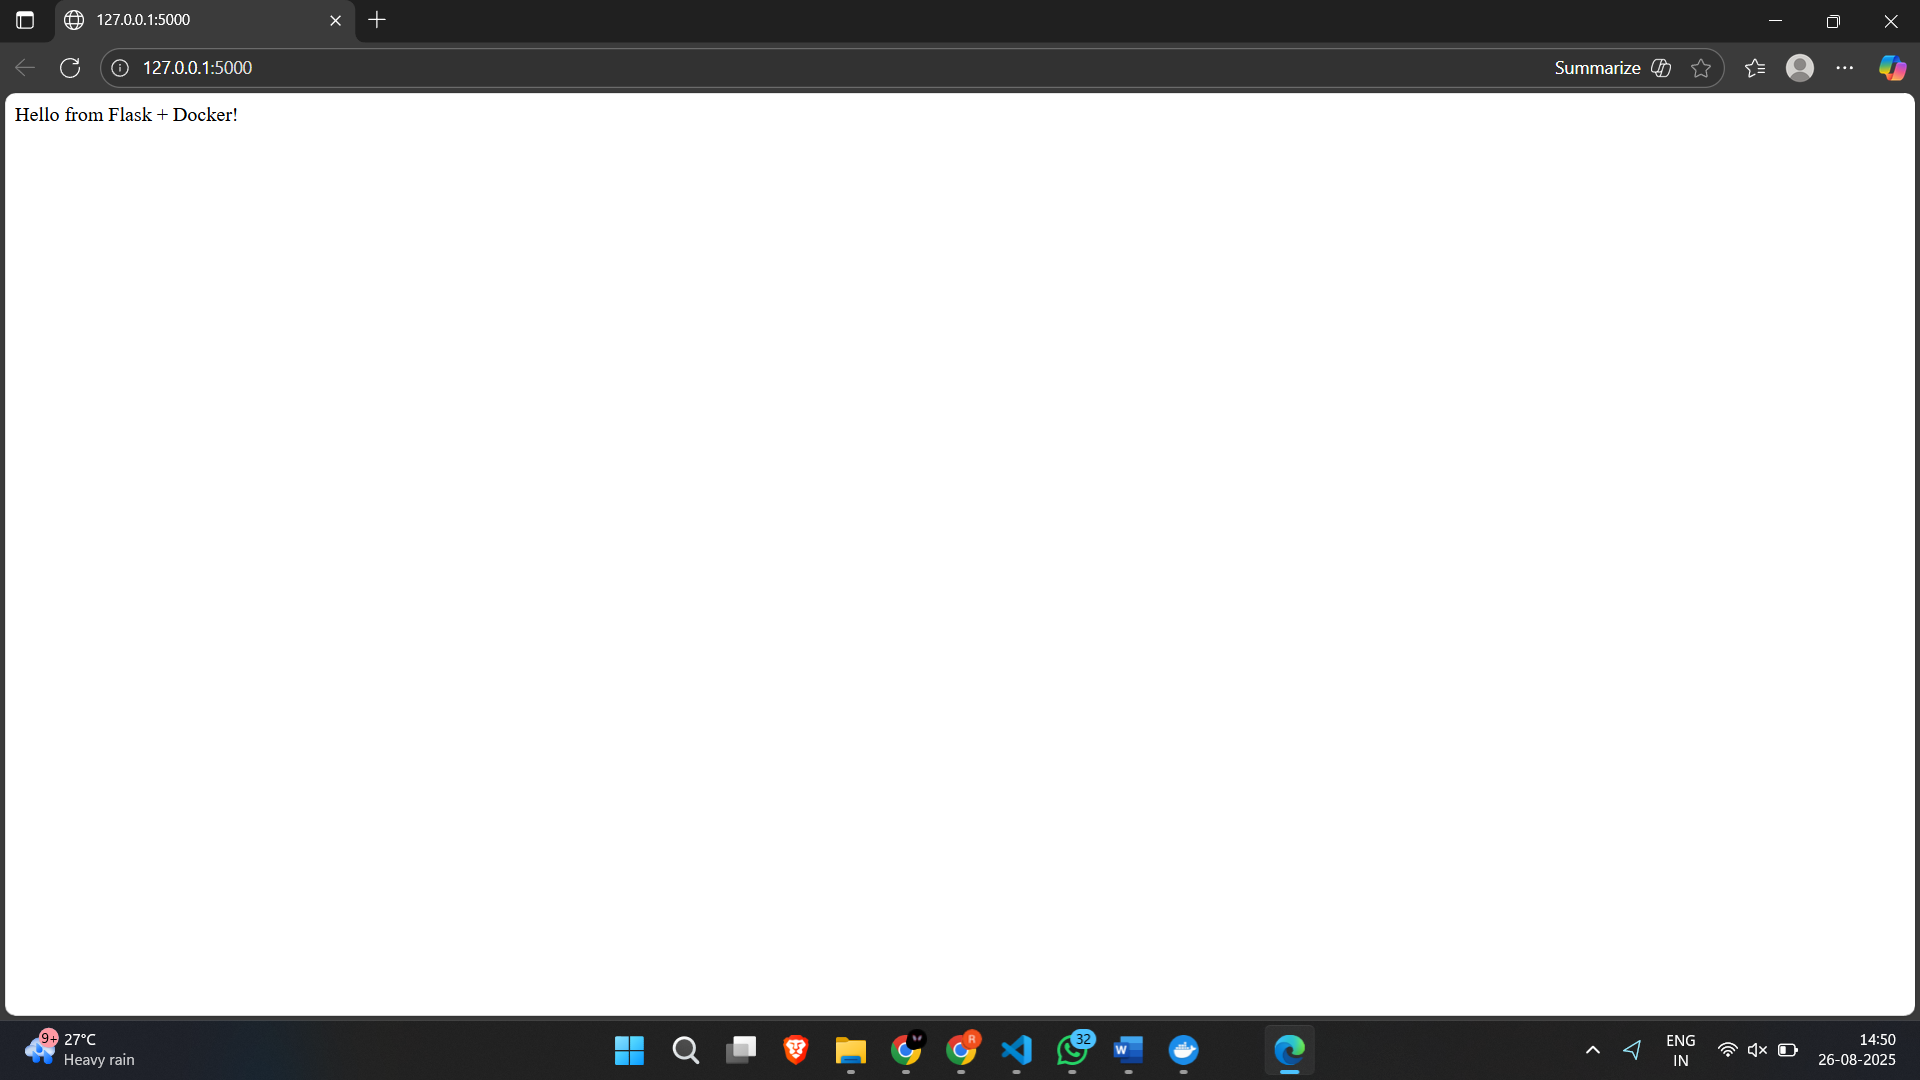 127.0.0.1:5000
127.0.0.1:5000
Summarize
Hello from Flask + Docker!
9+
27°C
Heavy rain
R
32
W
ENG
IN
14:50
26-08-2025